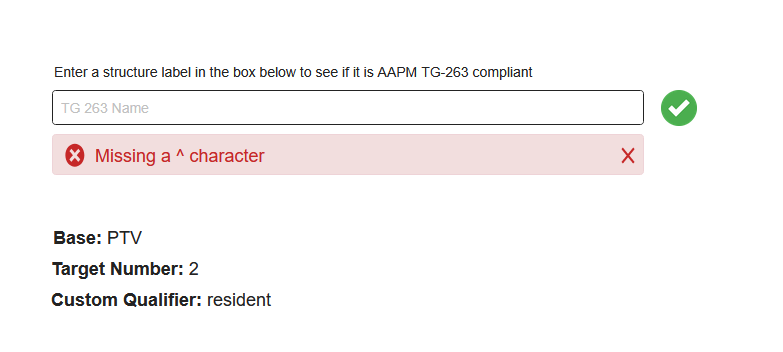 Enter a structure label in the box below to see if it is AAPM TG-263 compliant
TG 263 Name
Missing a ^ character
Base: PTV
Target Number: 2
Custom Qualifier: resident